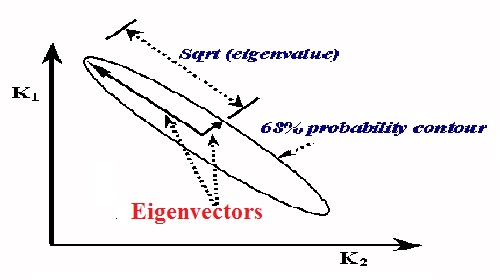 Sqrt (eigenvalue)
K1
68% probability contour
Eigenvectors
K2